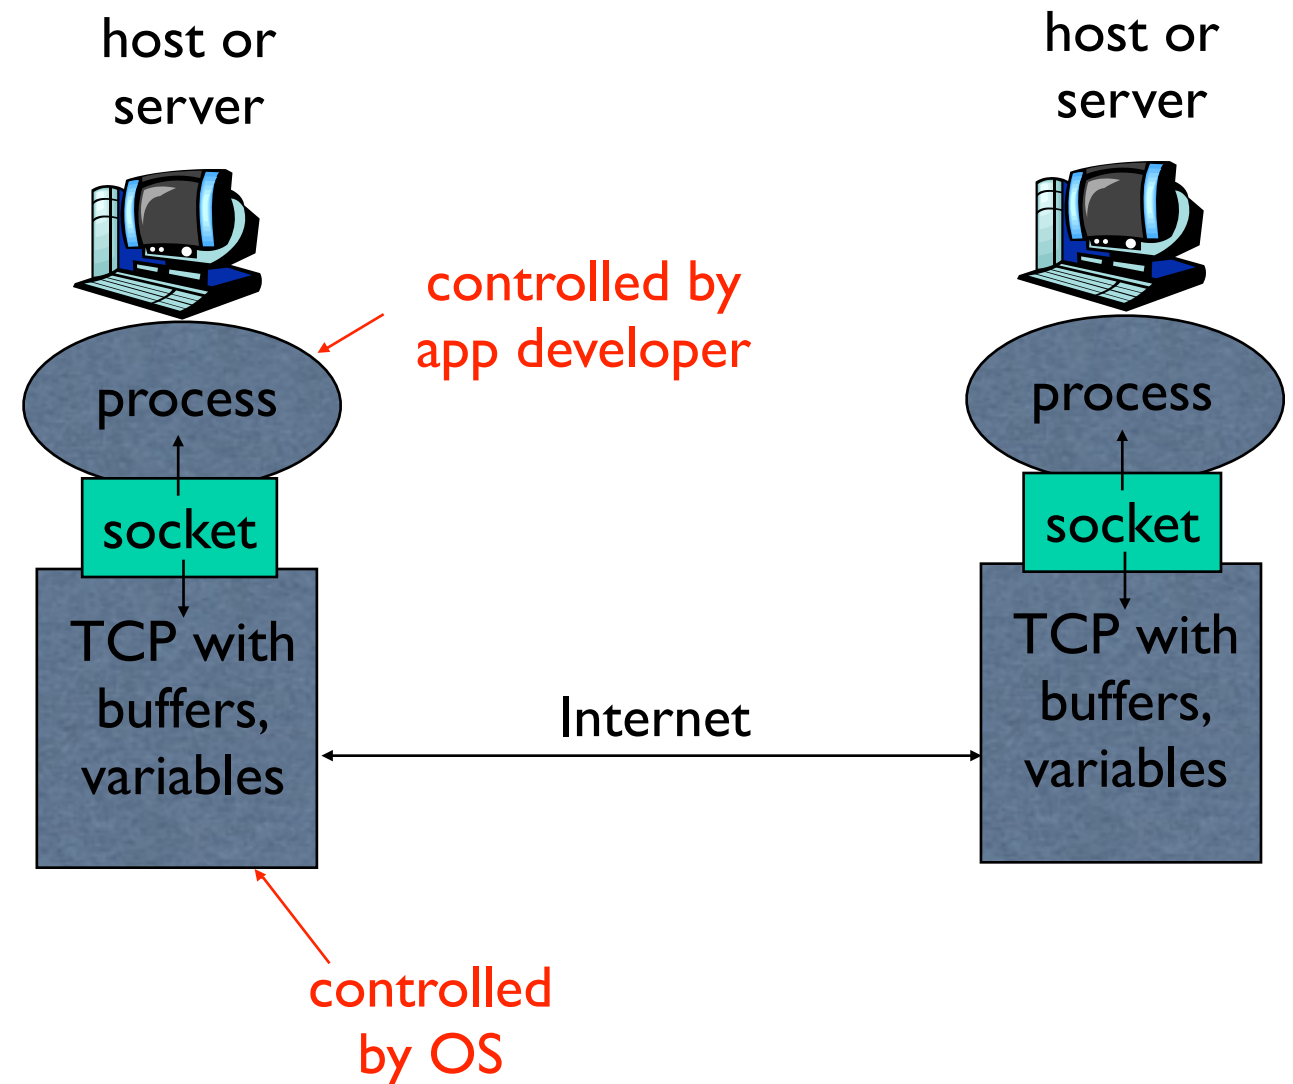 host or
server
host or
server
controlled by
app developer
process
process
socket
socket
TCP with
buffers,
variables
Internet
TCP with
buffers,
variables
controlled
by OS